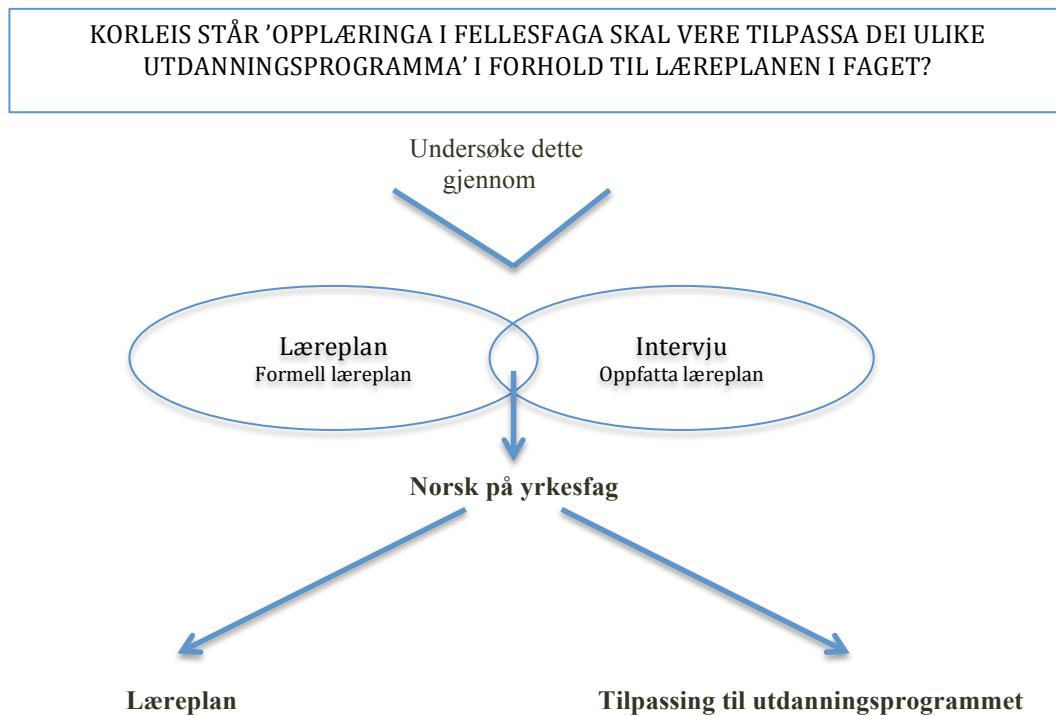 KORLEIS STÅR ’OPPLÆRINGA I FELLESFAGA SKAL VERE TILPASSA DEI ULIKE
UTDANNINGSPROGRAMMA’ I FORHOLD TIL LÆREPLANEN I FAGET?
Undersøke dette
gjennom
Læreplan
Formell læreplan
Intervju
Oppfatta læreplan
Norsk på yrkesfag
Læreplan
Tilpassing til utdanningsprogrammet